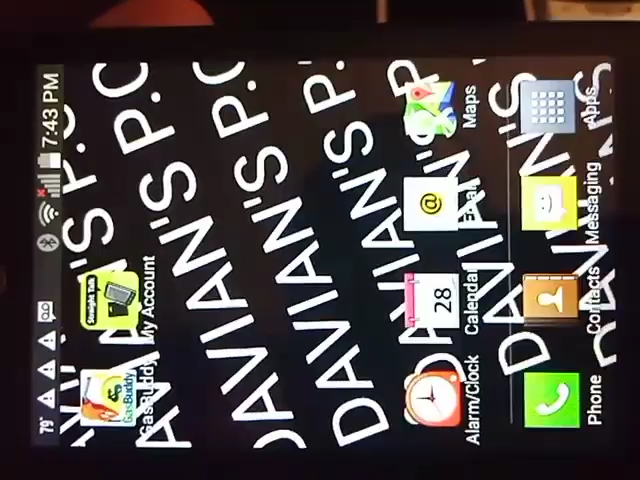 79° 7:43 PM
GasBuddy Straight Talk
GasBuddy My Account
DAVIAN'S P.
DAVIAN'S P.
DAVIAN'S P.
@
28
Alarm/Clock Calendar Email Maps
Phone Contacts Messaging Apps